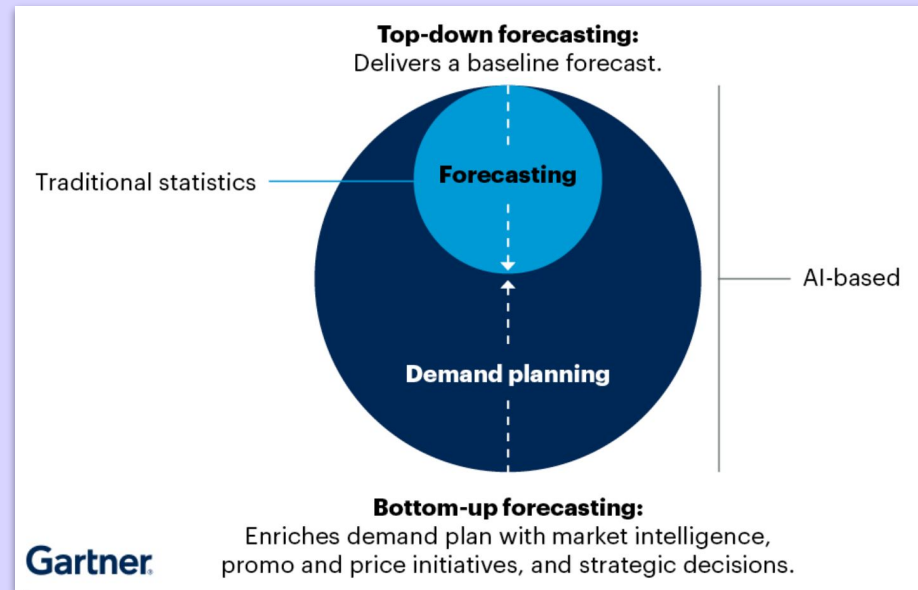 Top-down forecasting:
Delivers a baseline forecast.
Traditional statistics
Forecasting
AI-based
Demand planning
Bottom-up forecasting:
Enriches demand plan with market intelligence,
promo and price initiatives, and strategic decisions.
Gartner